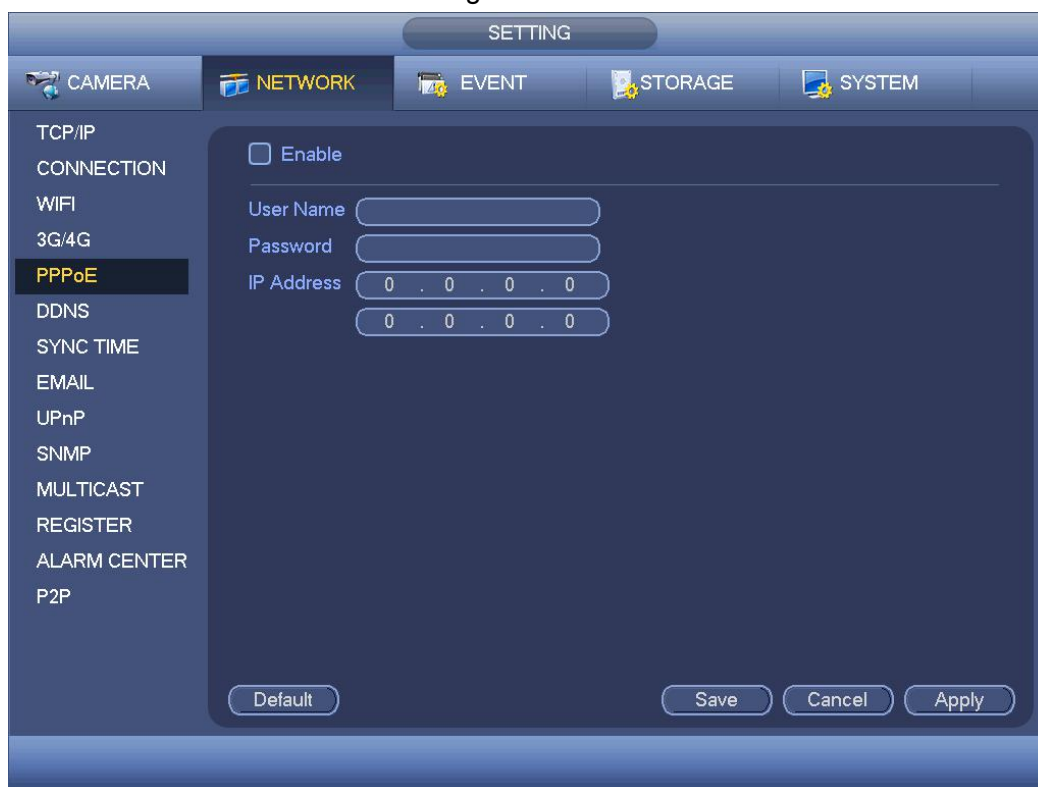 SETTING
CAMERA NETWORK EVENT STORAGE SYSTEM
TCP/IP
CONNECTION
WIFI
3G/4G
PPPoE
DDNS
SYNC TIME
EMAIL
UPnP
SNMP
MULTICAST
REGISTER
ALARM CENTER
P2P
Enable
User Name
Password
IP Address 0 . 0 . 0 . 0
0 . 0 . 0 . 0
Default Save Cancel Apply